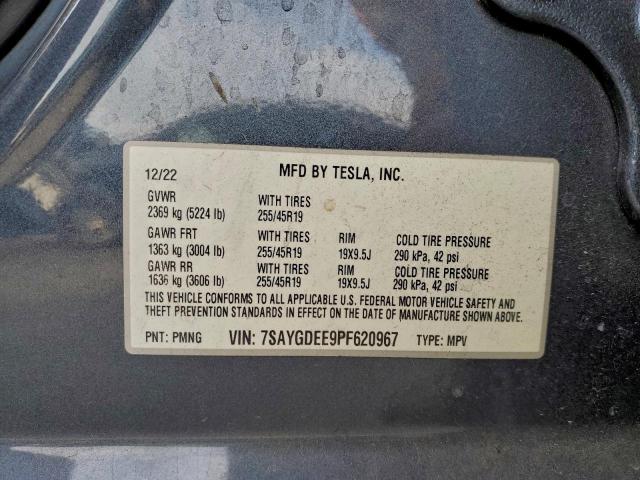 12/22 MFD BY TESLA, INC.
GVWR WITH TIRES
2369 kg (5224 lb) 255/45R19
GAWR FRT WITH TIRES RIM COLD TIRE PRESSURE
1363 kg (3004 lb) 255/45R19 19X9.5J 290 kPa, 42 psi
GAWR RR WITH TIRES RIM COLD TIRE PRESSURE
1636 kg (3606 lb) 255/45R19 19X9.5J 290 kPa, 42 psi
THIS VEHICLE CONFORMS TO ALL APPLICABLE U.S. FEDERAL MOTOR VEHICLE SAFETY AND
THEFT PREVENTION STANDARDS IN EFFECT ON THE DATE OF MANUFACTURE SHOWN ABOVE.
PNT: PMNG VIN: 7SAYGDEE9PF620967 TYPE: MPV